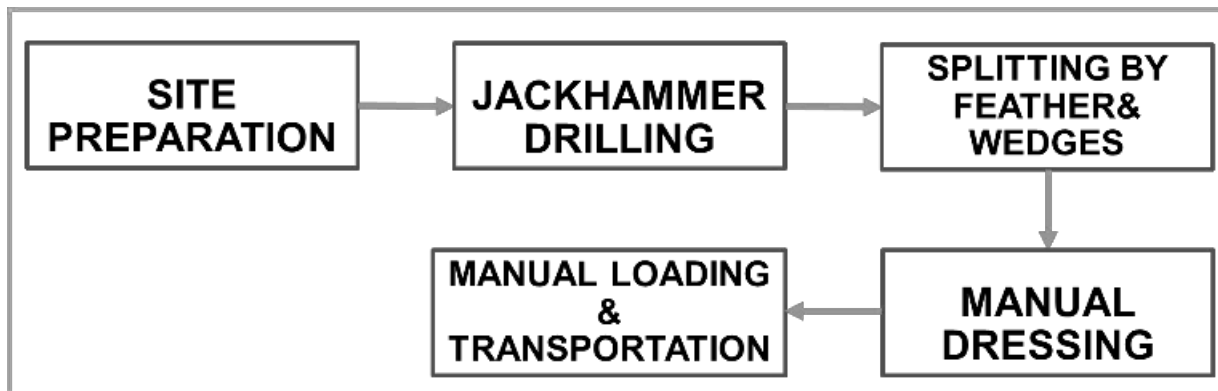 SITE
PREPARATION
JACKHAMMER
DRILLING
SPLITTING BY
FEATHER&
WEDGES
MANUAL
DRESSING
MANUAL LOADING
&
TRANSPORTATION